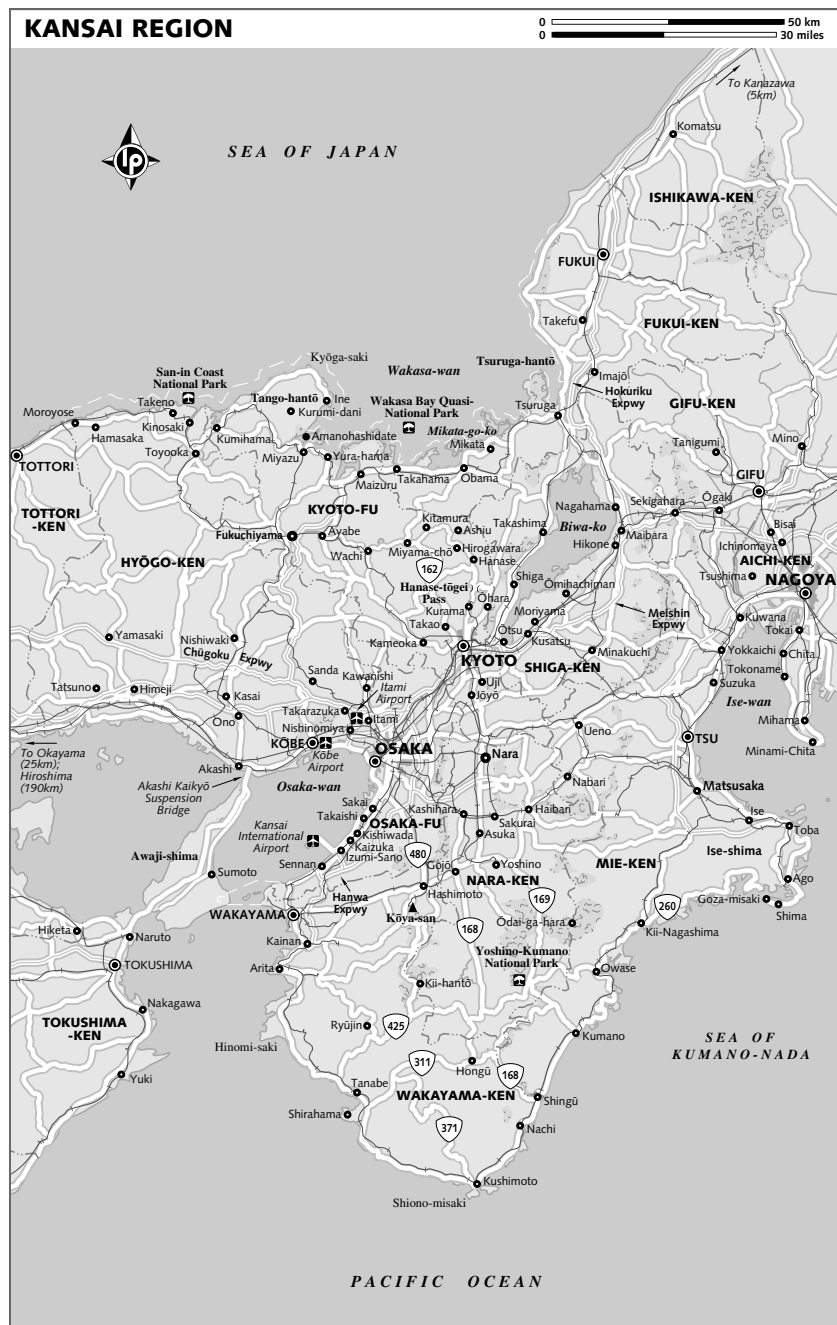 KANSAI REGION
0 50 km
0 30 miles
To Kanazawa
(5km)
Komatsu
SEA OF JAPAN
lp
ISHIKAWA-KEN
FUKUI
Takefu
FUKUI-KEN
Kyōga-saki
Wakasa-wan
Tsuruga-hantō
San-in Coast
National Park
Imajō
Hokuriku
Expwy
Takeno
Tango-hantō
Ine
Kurumi-dani
Wakasa Bay Quasi-
National Park
Tsuruga
GIFU-KEN
Moroyose
Hamasaka
Kinosaki
Kumihama
Amanohashidate
Mikata-go-ko
Mikata
Tanigumi
Mino
TOTTORI
Toyooka
Miyazu
Yura-hama
Maizuru
Takahama
Obama
GIFU
TOTTORI
-KEN
KYOTO-FU
Nagahama
Sekigahara
Ōgaki
Fukuchiyama
Ayabe
Kitamura
Ashiu
Takashima
Biwa-ko
Maibara
Bisai
HYŌGO-KEN
Wachi
Miyama-chō
Hirogawara
Hanase
Hikone
Ichinomaya
AICHI-KEN
162
Hanase-tōgei
Pass
Shiga
Ōmihachiman
Tsushima
NAGOYA
Kurama
Ōhara
Moriyama
Meishin
Expwy
Kuwana
Takao
Tokai
Yamasaki
Nishiwaki
Chūgoku Expwy
Kameoka
Ōtsu
Kusatsu
KYOTO
SHIGA-KEN
Minakuchi
Yokkaichi
Chita
Tokoname
Sanda
Kawanishi
Itami
Airport
Uji
Suzuka
Tatsuno
Himeji
Kasai
Jōyō
Ise-wan
Takarazuka
Itami
Ono
Nishinomiya
Ueno
Mihama
KŌBE
Kōbe
Airport
OSAKA
Nara
TSU
Minami-Chita
To Okayama
(25km);
Hiroshima
(190km)
Akashi
Akashi Kaikyō
Suspension
Bridge
Osaka-wan
Nabari
Matsusaka
Sakai
Kashihara
Haibari
Takaishi
OSAKA-FU
Sakurai
Ise
Toba
Kansai
International
Airport
Kishiwada
Kaizuka
Izumi-Sano
Asuka
Awaji-shima
480
Yoshino
MIE-KEN
Ise-shima
Sennan
Gojō
NARA-KEN
Sumoto
Hanwa
Expwy
Hashimoto
169
Ago
Goza-misaki
Shima
WAKAYAMA
Kōya-san
168
Ōdai-ga-hara
260
Kii-Nagashima
Hiketa
Naruto
Kainan
Yoshino-Kumano
National Park
TOKUSHIMA
Arita
Owase
Kii-hantō
Nakagawa
TOKUSHIMA
-KEN
Ryūjin
425
Kumano
SEA OF
KUMANO-NADA
Hinomi-saki
Yuki
311
Hongū
168
Tanabe
WAKAYAMA-KEN
Shingū
Shirahama
371
Nachi
Kushimoto
Shiono-misaki
PACIFIC OCEAN